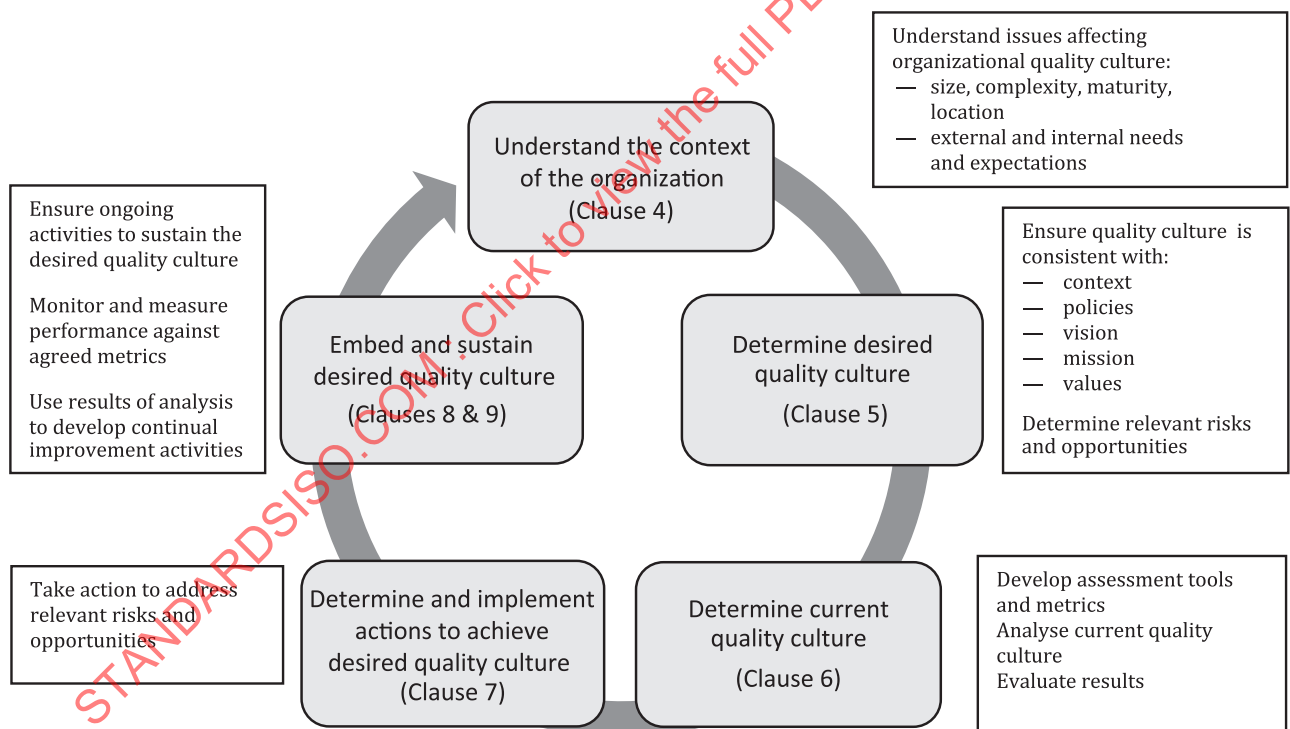 Understand issues affecting
organizational quality culture:
— size, complexity, maturity,
location
— external and internal needs
and expectations
Understand the context
of the organization
(Clause 4)
Ensure ongoing
activities to sustain the
desired quality culture
Monitor and measure
performance against
agreed metrics
Use results of analysis
to develop continual
improvement activities
Embed and sustain
desired quality culture
(Clauses 8 & 9)
Determine desired
quality culture
(Clause 5)
Ensure quality culture is
consistent with:
— context
— policies
— vision
— mission
— values
Determine relevant risks
and opportunities
Take action to address
relevant risks and
opportunities
Determine and implement
actions to achieve
desired quality culture
(Clause 7)
Determine current
quality culture
(Clause 6)
Develop assessment tools
and metrics
Analyse current quality
culture
Evaluate results
STANDARDSISO.COM : Click to view the full